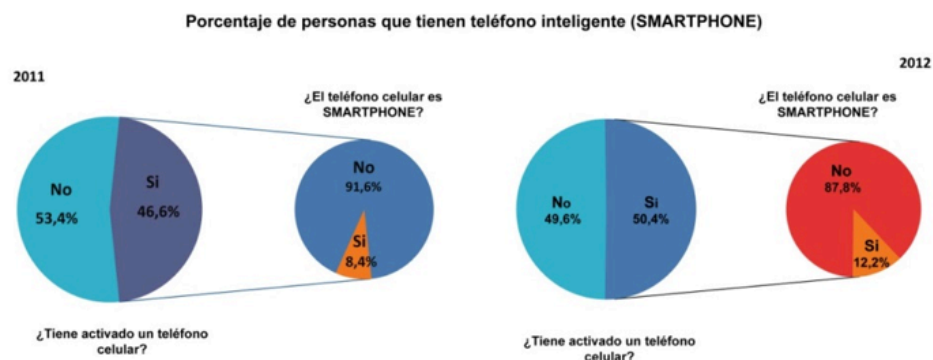 Porcentaje de personas que tienen teléfono inteligente (SMARTPHONE)
2011
¿El teléfono celular es
SMARTPHONE?
No
53,4%
Si
46,6%
No
91,6%
Si
8,4%
¿Tiene activado un teléfono
celular?
2012
¿El teléfono celular es
SMARTPHONE?
No
49,6%
Si
50,4%
No
87,8%
Si
12,2%
¿Tiene activado un teléfono
celular?